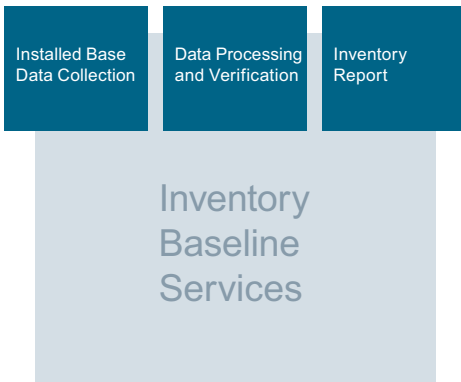 Installed Base
Data Collection
Data Processing
and Verification
Inventory
Report
Inventory
Baseline
Services